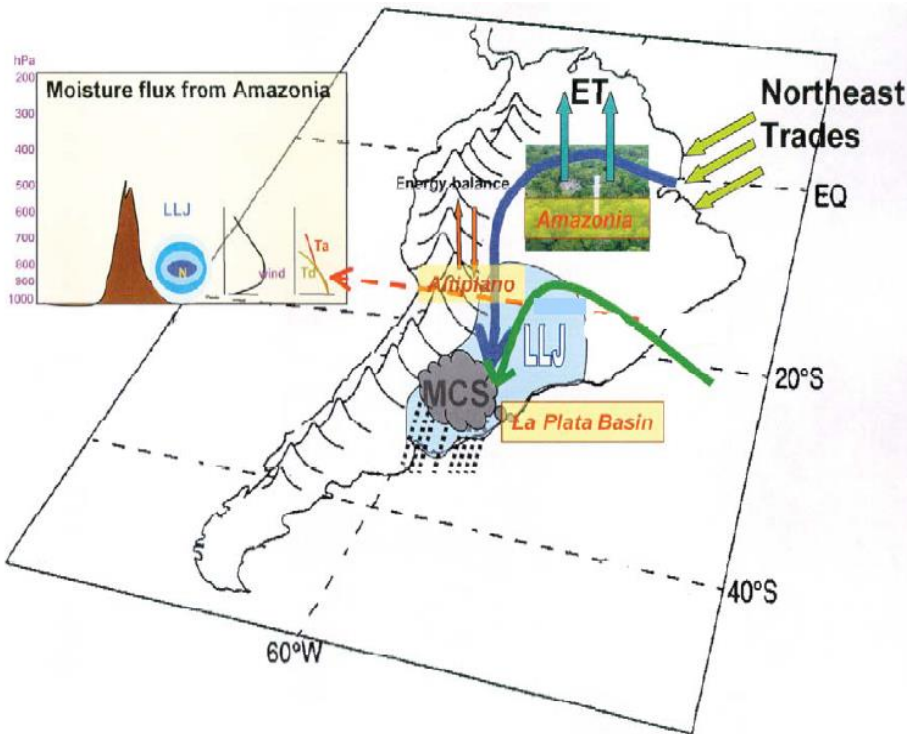 hPa
200
300
400
500
600
700
800
900
1000
Moisture flux from Amazonia
LLJ
N
wind
Ta
Td
ET
Northeast
Trades
EQ
Energy balance
Amazonia
Altiplano
LLJ
MCS
La Plata Basin
20°S
40°S
60°W